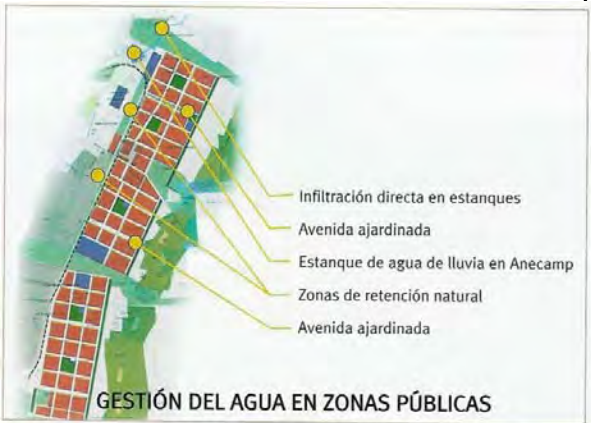 Infiltración directa en estanques
Avenida ajardinada
Estanque de agua de lluvia en Anecamp
Zonas de retención natural
Avenida ajardinada
GESTIÓN DEL AGUA EN ZONAS PÚBLICAS